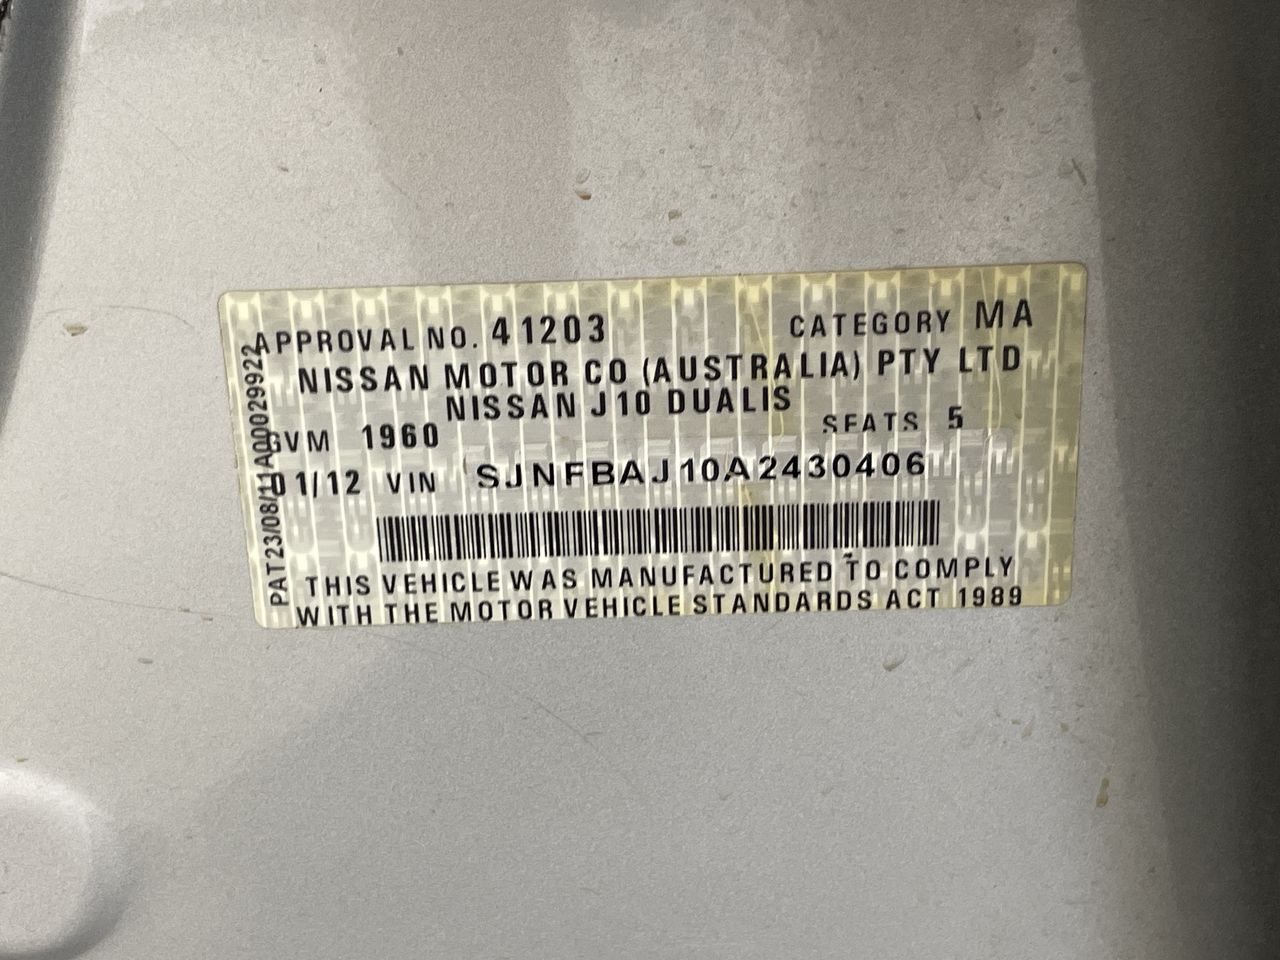 APPROVAL NO. 41203 CATEGORY MA
NISSAN MOTOR CO (AUSTRALIA) PTY LTD
NISSAN J10 DUALIS
GVM 1960 SEATS 5
01/12 VIN SJNFBAJ10A2430406
THIS VEHICLE WAS MANUFACTURED TO COMPLY
WITH THE MOTOR VEHICLE STANDARDS ACT 1989
PAT23/08/11A00029922